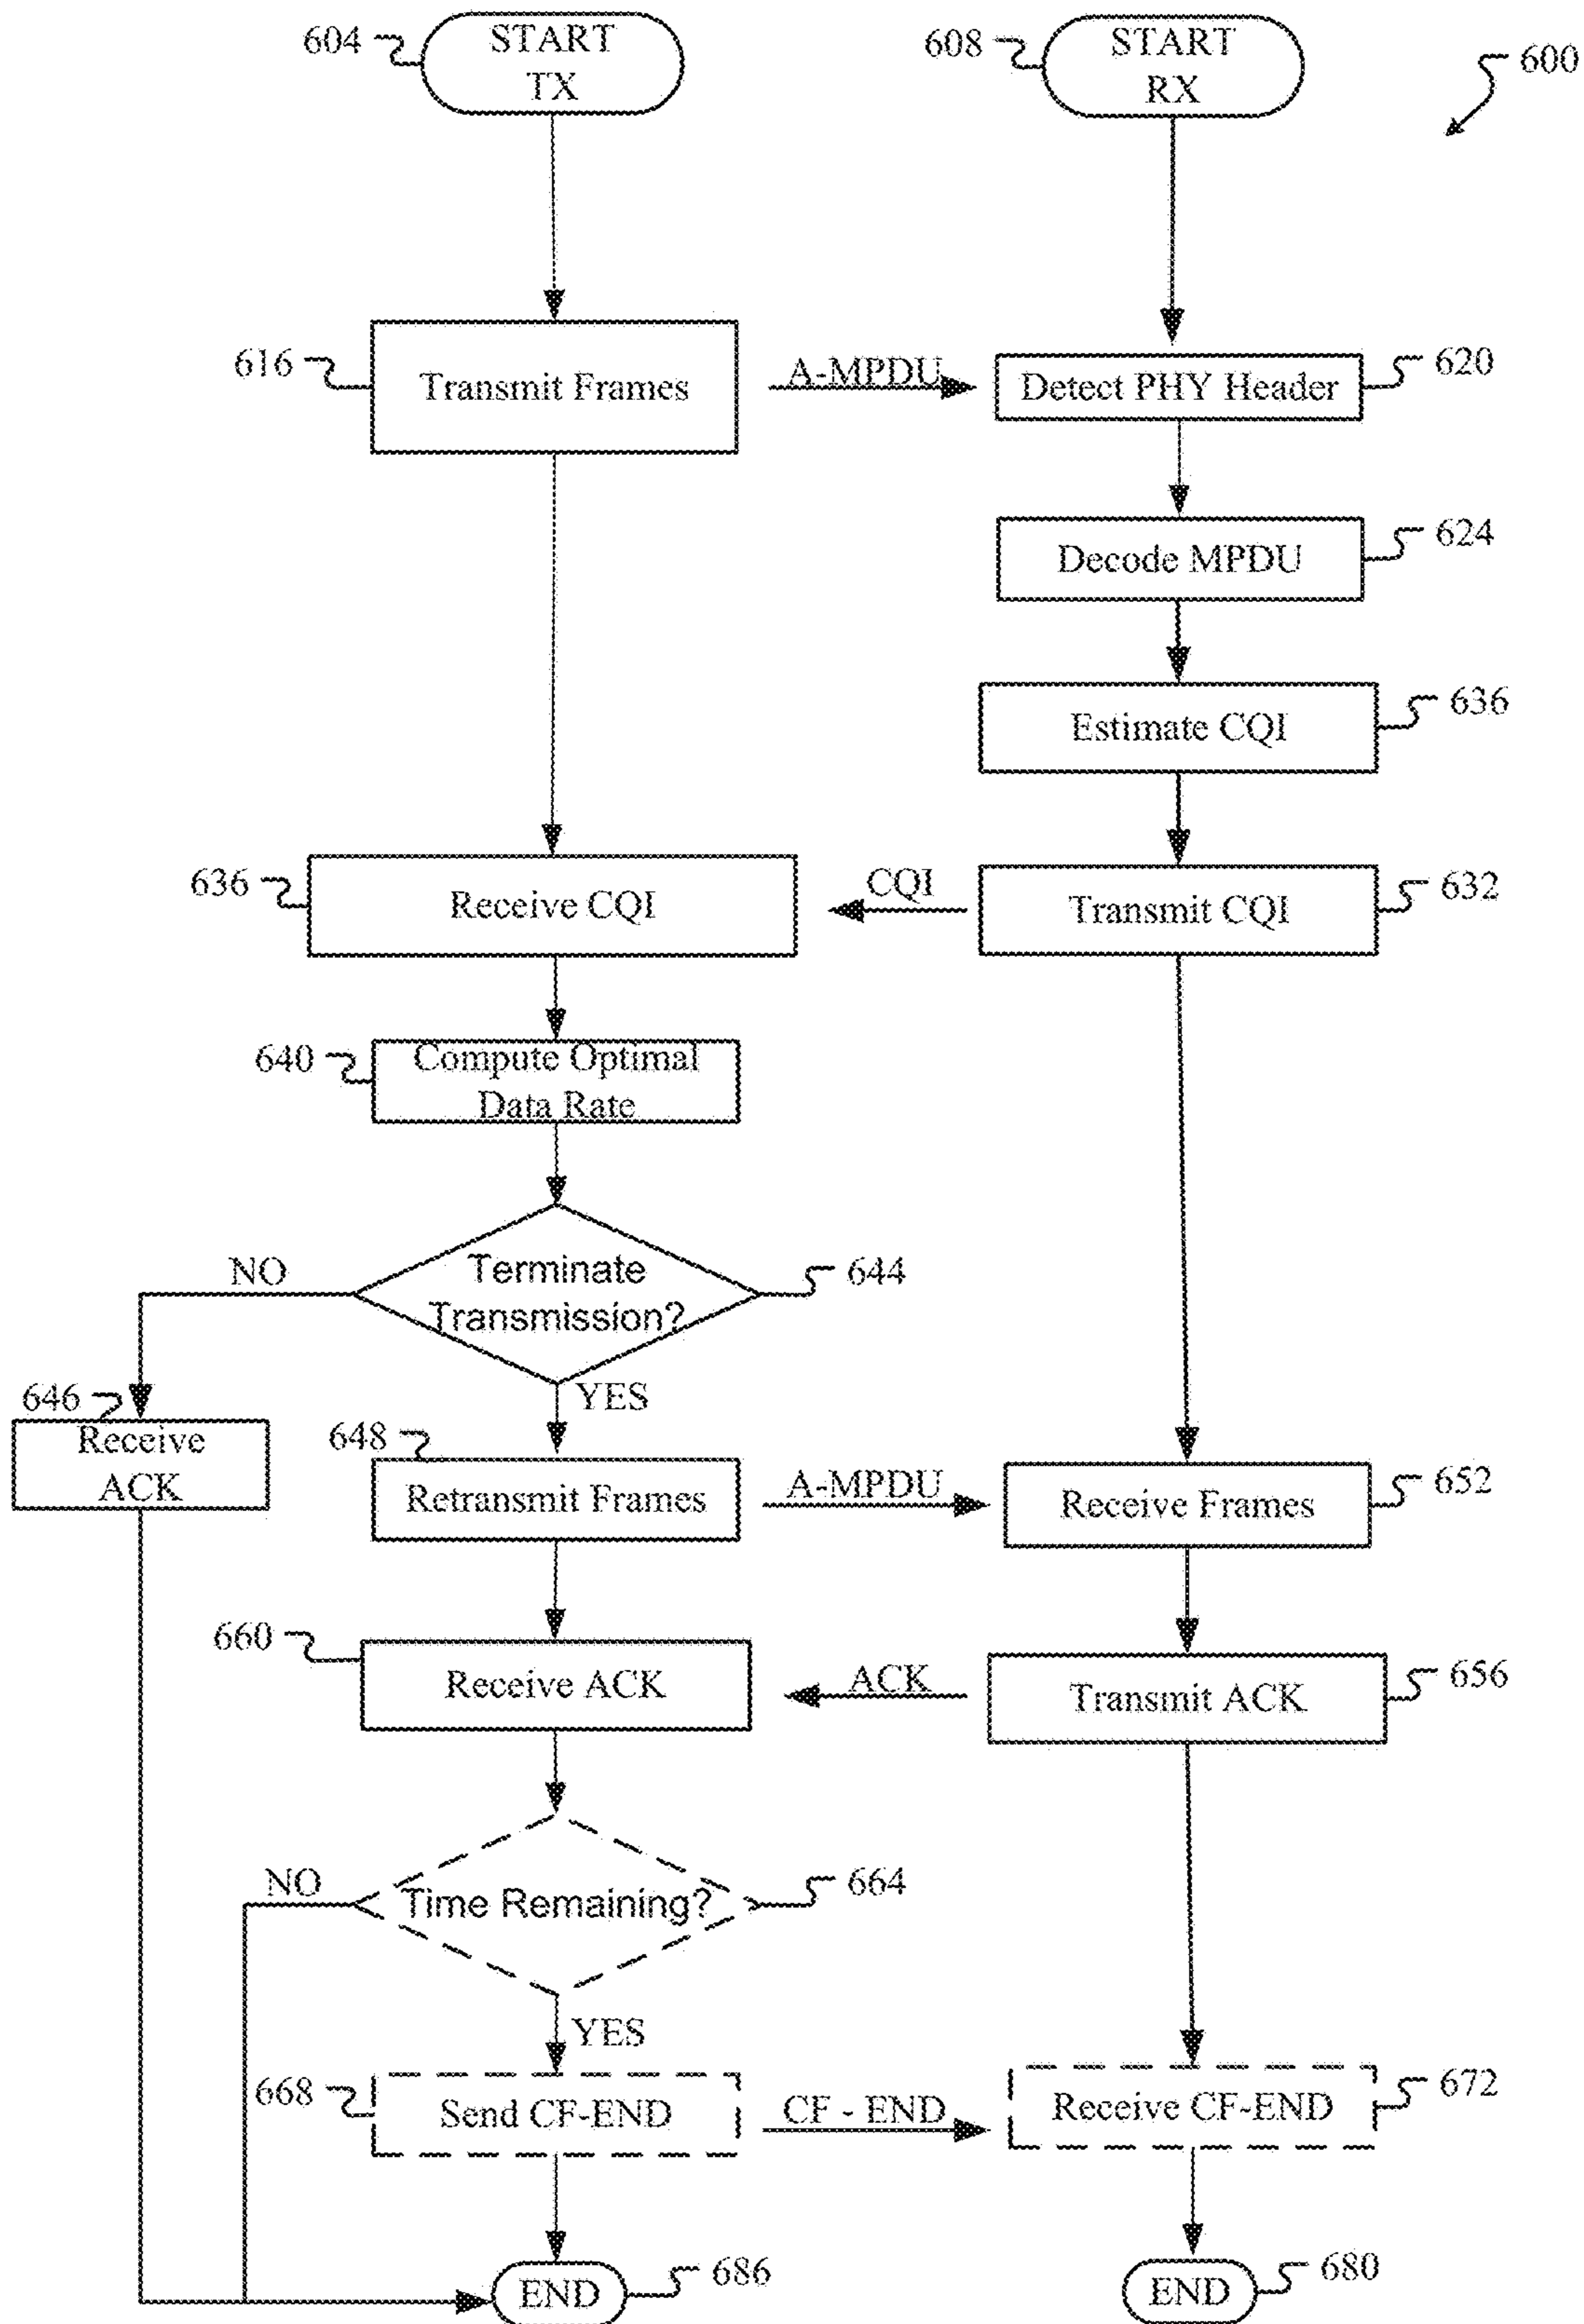 604
START
TX
608
START
RX
600
616
Transmit Frames
A-MPDU
Detect PHY Header
620
Decode MPDU
624
Estimate CQI
636
636
Receive CQI
CQI
Transmit CQI
632
640
Compute Optimal
Data Rate
NO
Terminate
Transmission?
644
YES
646
Receive
ACK
648
Retransmit Frames
A-MPDU
Receive Frames
652
660
Receive ACK
ACK
Transmit ACK
656
NO
Time Remaining?
664
YES
668
Send CF-END
CF - END
Receive CF-END
672
END
686
END
680